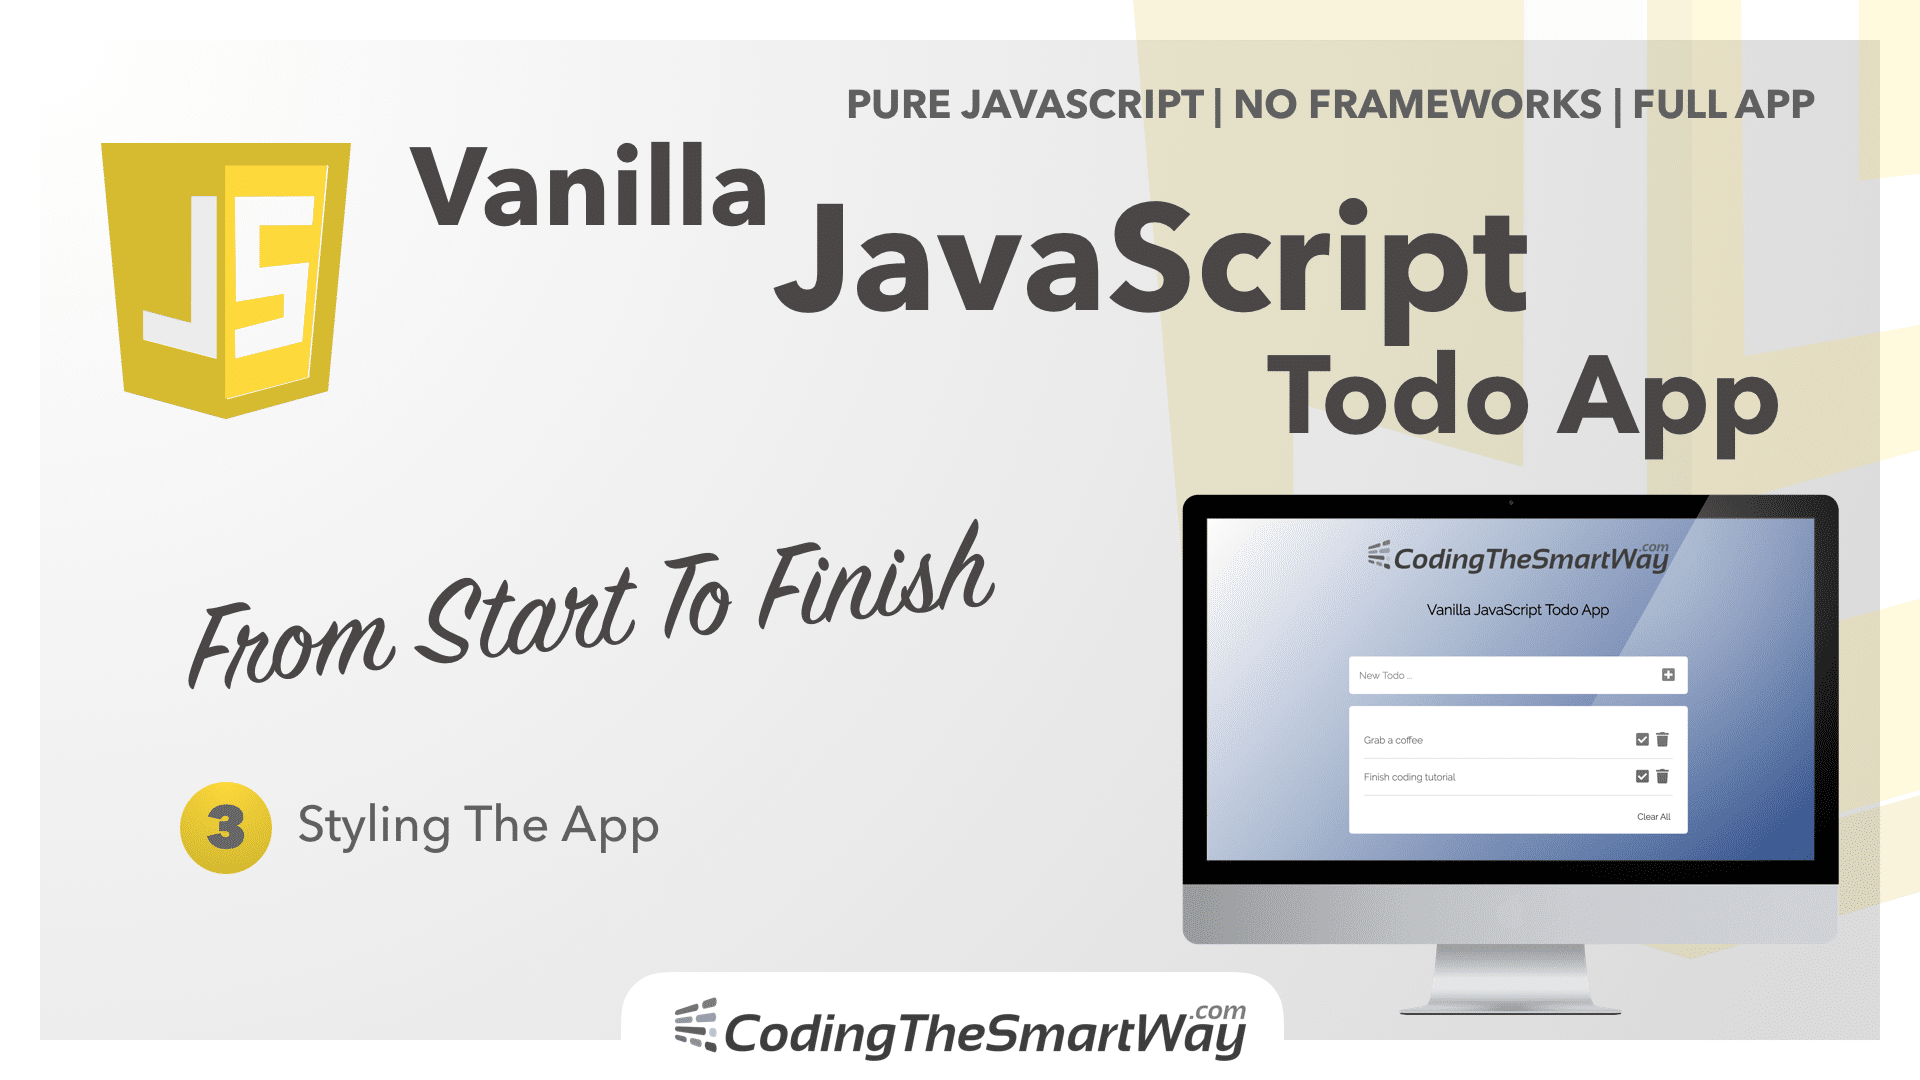 PURE JAVASCRIPT | NO FRAMEWORKS | FULL APP
JS
Vanilla
JavaScript
Todo App
From Start To Finish
3 Styling The App
CodingTheSmartWay.com
Vanilla JavaScript Todo App
New Todo ...
Grab a coffee
Finish coding tutorial
Clear All
CodingTheSmartWay.com